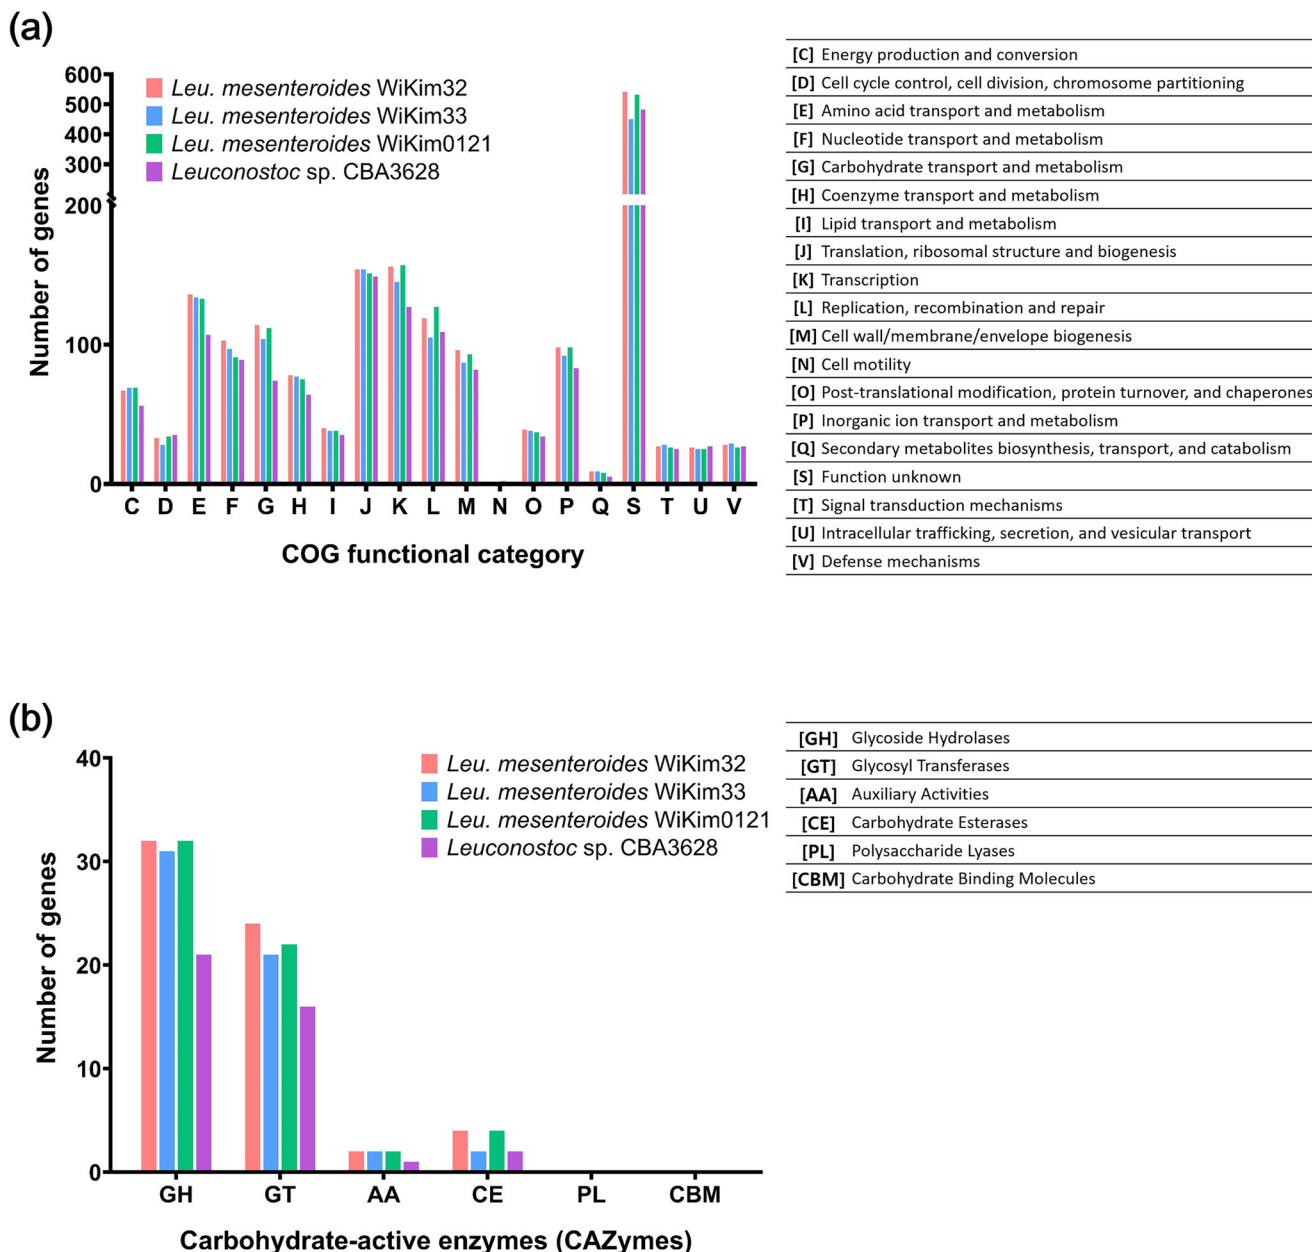 (a)
600
500
400
300
200
100
0
Number of genes
Leu. mesenteroides WiKim32
Leu. mesenteroides WiKim33
Leu. mesenteroides WiKim0121
Leuconostoc sp. CBA3628
C D E F G H I J K L M N O P Q S T U V
COG functional category
[C] Energy production and conversion
[D] Cell cycle control, cell division, chromosome partitioning
[E] Amino acid transport and metabolism
[F] Nucleotide transport and metabolism
[G] Carbohydrate transport and metabolism
[H] Coenzyme transport and metabolism
[I] Lipid transport and metabolism
[J] Translation, ribosomal structure and biogenesis
[K] Transcription
[L] Replication, recombination and repair
[M] Cell wall/membrane/envelope biogenesis
[N] Cell motility
[O] Post-translational modification, protein turnover, and chaperones
[P] Inorganic ion transport and metabolism
[Q] Secondary metabolites biosynthesis, transport, and catabolism
[S] Function unknown
[T] Signal transduction mechanisms
[U] Intracellular trafficking, secretion, and vesicular transport
[V] Defense mechanisms
(b)
40
30
20
10
0
Number of genes
Leu. mesenteroides WiKim32
Leu. mesenteroides WiKim33
Leu. mesenteroides WiKim0121
Leuconostoc sp. CBA3628
GH GT AA CE PL CBM
Carbohydrate-active enzymes (CAZymes)
[GH] Glycoside Hydrolases
[GT] Glycosyl Transferases
[AA] Auxiliary Activities
[CE] Carbohydrate Esterases
[PL] Polysaccharide Lyases
[CBM] Carbohydrate Binding Molecules